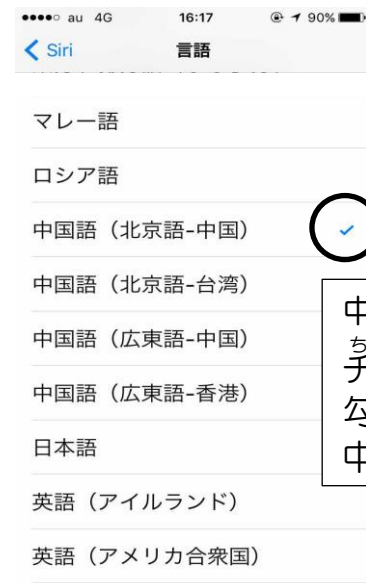 au 4G 16:17 90%
Siri 言語
マレー語
ロシア語
中国語（北京語-中国）
中国語（北京語-台湾）
中国語（広東語-中国）
中国語（広東語-香港）
日本語
英語（アイルランド）
英語（アメリカ合衆国）
中
ち
チ
中